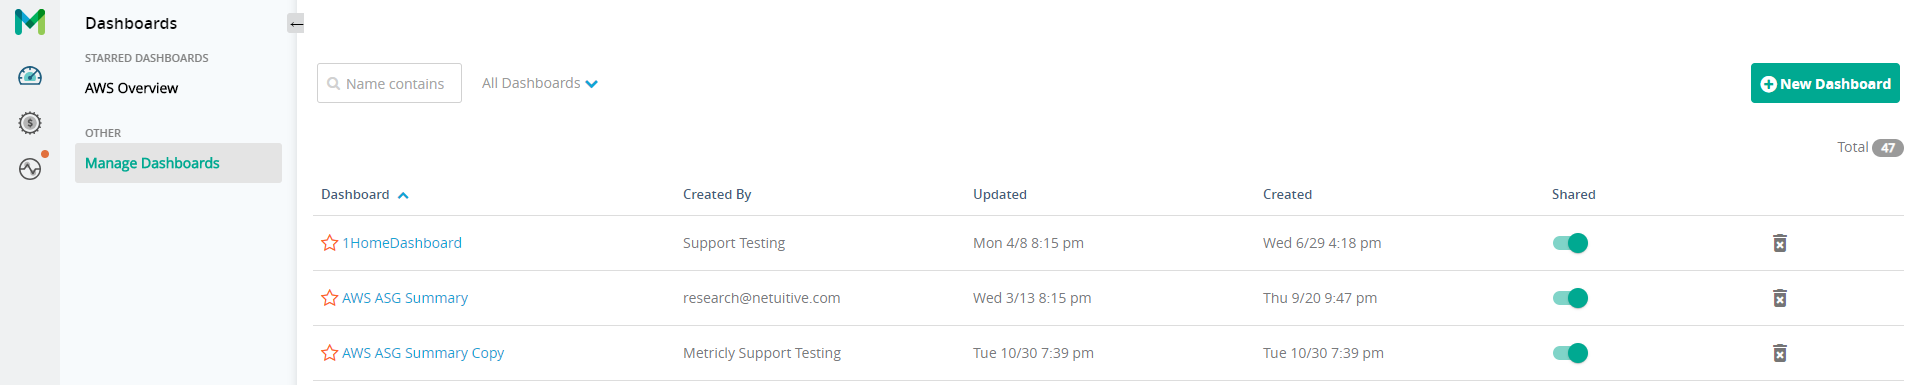 Dashboards
STARRED DASHBOARDS
AWS Overview
OTHER
Manage Dashboards
Name contains
All Dashboards
New Dashboard
Total 47
Dashboard Created By Updated Created Shared
1HomeDashboard Support Testing Mon 4/8 8:15 pm Wed 6/29 4:18 pm
AWS ASG Summary research@netuitive.com Wed 3/13 8:15 pm Thu 9/20 9:47 pm
AWS ASG Summary Copy Metricly Support Testing Tue 10/30 7:39 pm Tue 10/30 7:39 pm